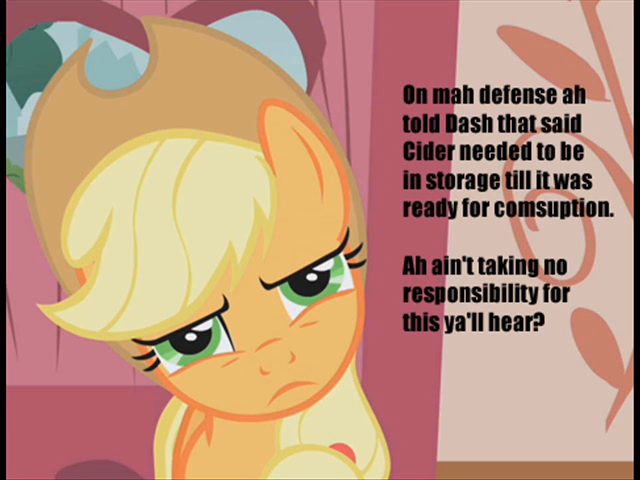 On mah defense ah
told Dash that said
Cider needed to be
in storage till it was
ready for comsuption.

Ah ain't taking no
responsibility for
this ya'll hear?